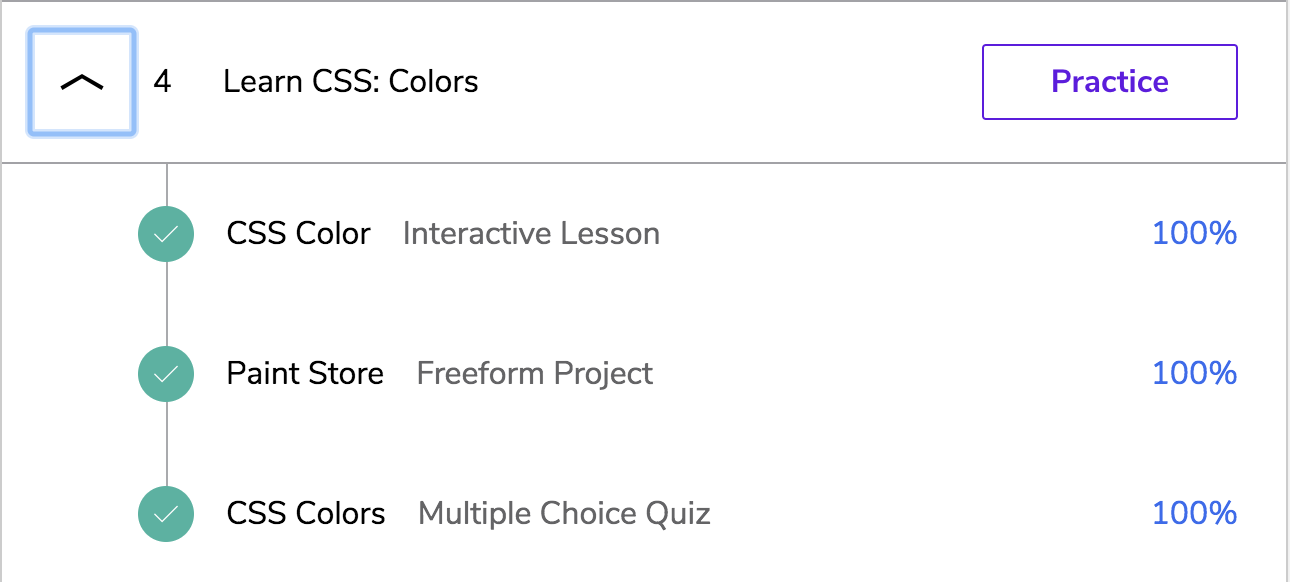 4 Learn CSS: Colors Practice
CSS Color Interactive Lesson 100%
Paint Store Freeform Project 100%
CSS Colors Multiple Choice Quiz 100%